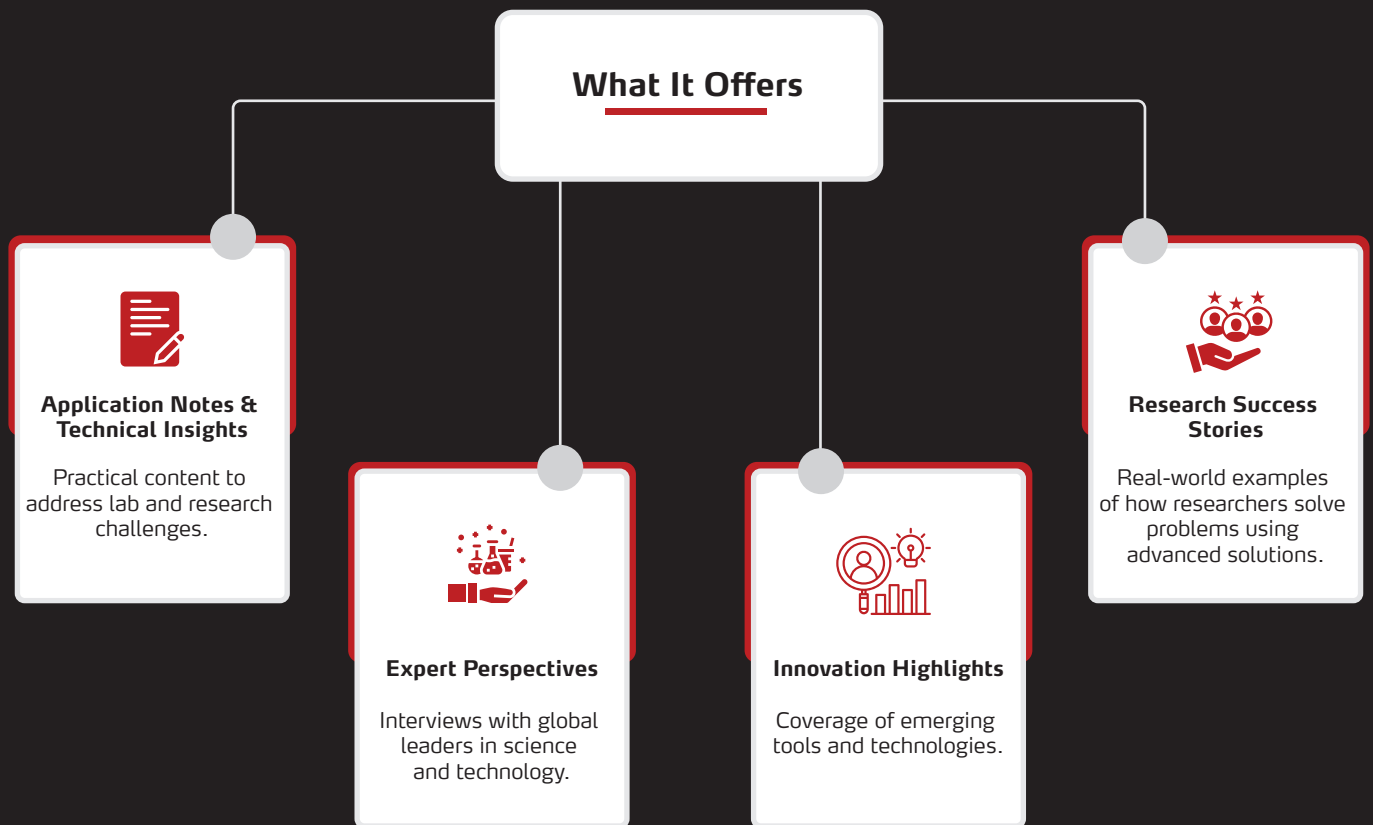 What It Offers
Application Notes &
Technical Insights
Practical content to
address lab and research
challenges.
Expert Perspectives
Interviews with global
leaders in science
and technology.
Innovation Highlights
Coverage of emerging
tools and technologies.
Research Success
Stories
Real-world examples
of how researchers solve
problems using
advanced solutions.